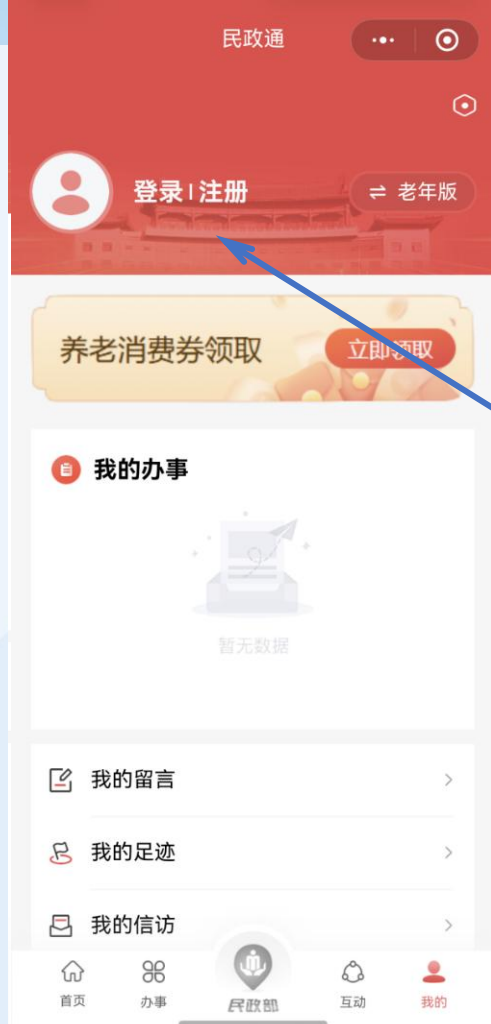 民政通
登录|注册
老年版
养老消费券领取
立即领取
我的办事
暂无数据
我的留言
我的足迹
我的信访
首页
办事
民政部
互动
我的